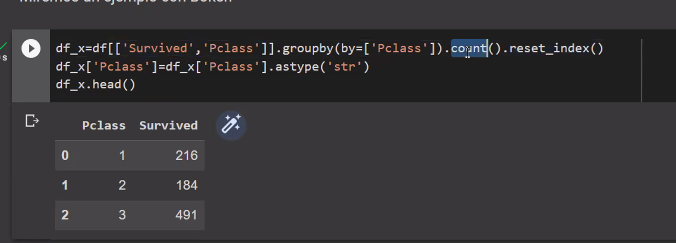 Miremos un ejemplo con Bokeh
df_x=df[['Survived','Pclass']].groupby(by=['Pclass']).count().reset_index()
df_x['Pclass']=df_x['Pclass'].astype('str')
df_x.head()
s
Pclass Survived
0 1 216
1 2 184
2 3 491